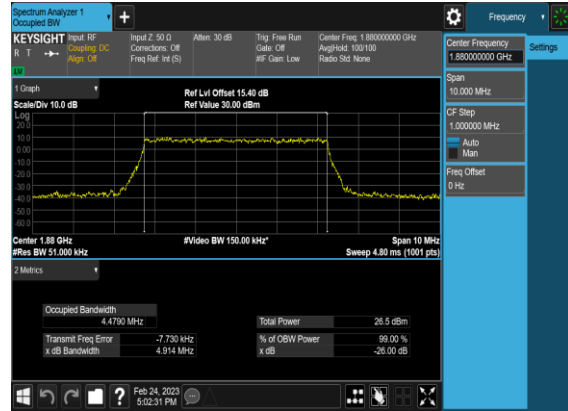 Spectrum Analyzer 1
Occupied BW
Frequency
KEYSIGHT
Input: RF
Coupling: DC
Align: Off
Input Z: 50 Ω
Corrections: Off
Freq Ref: Int (S)
Atten: 30 dB
Trig: Free Run
Gate: Off
#IF Gain: Low
Center Freq: 1.880000000 GHz
Avg|Hold: 100/100
Radio Std: None
R T
LXI
Center Frequency
1.880000000 GHz
Settings
Span
10.000 MHz
CF Step
1.000000 MHz
Auto
Man
Freq Offset
0 Hz
1 Graph
Scale/Div 10.0 dB
Ref Lvl Offset 15.40 dB
Ref Value 30.00 dBm
Log
20.0
10.0
0.00
-10.0
-20.0
-30.0
-40.0
-50.0
-60.0
Center 1.88 GHz
#Video BW 150.00 kHz*
Span 10 MHz
#Res BW 51.000 kHz
Sweep 4.80 ms (1001 pts)
2 Metrics
Occupied Bandwidth
4.4790 MHz
Total Power 26.5 dBm
Transmit Freq Error -7.730 kHz
% of OBW Power 99.00 %
x dB Bandwidth 4.914 MHz
x dB -26.00 dB
Feb 24, 2023
5:02:31 PM